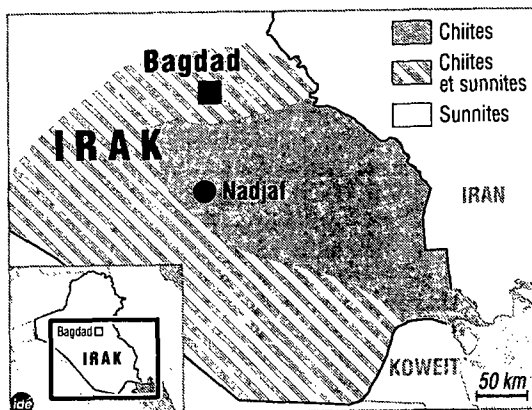 Chiites
Chiites
et sunnites
Sunnites
Bagdad
IRAK
Nadjaf
IRAN
KOWEIT
50 km
Bagdad
IRAK
idé